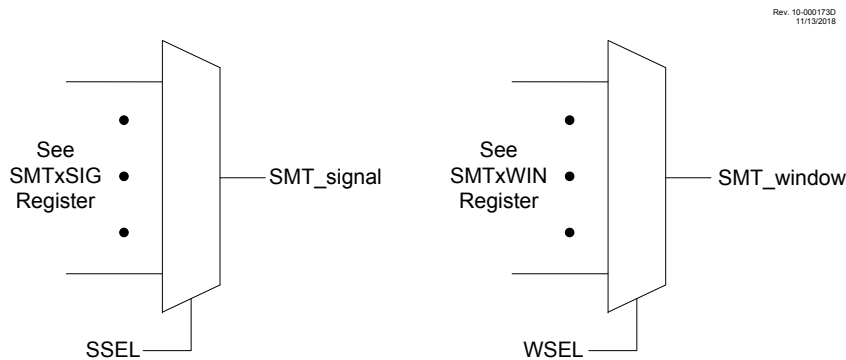 Rev. 10-000173D
11/13/2018
See
SMTxSIG
Register
SMT_signal
SSEL
See
SMTxWIN
Register
SMT_window
WSEL